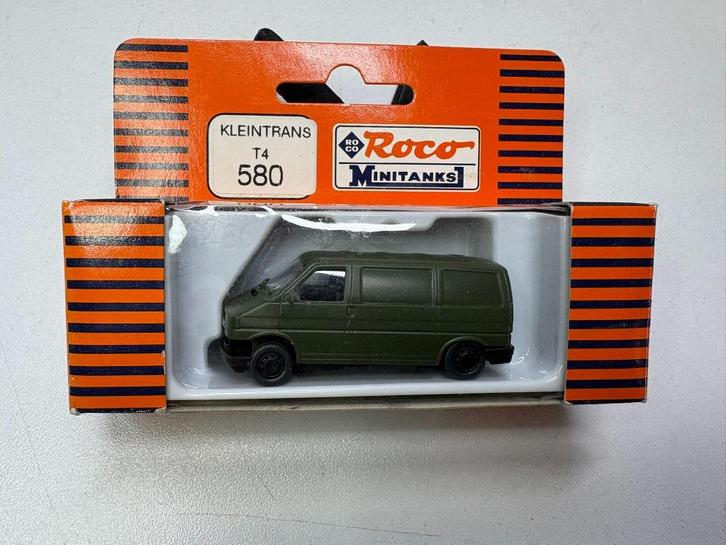 KLEINTRANS
T4
580
RO
CO
Roco
MINITANKS